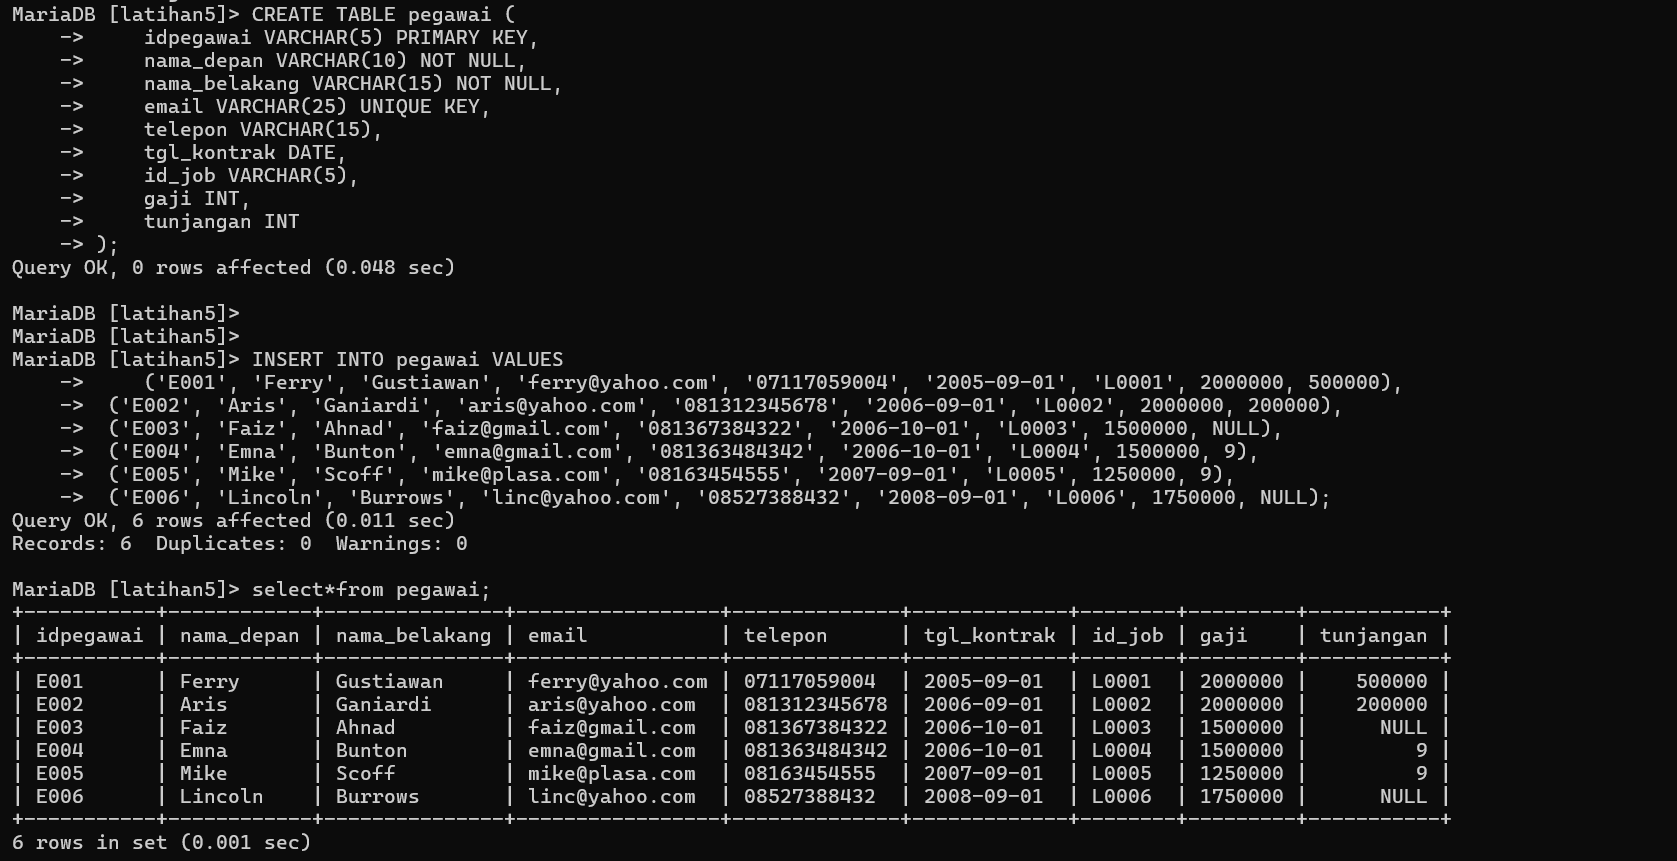 MariaDB [latihan5]> CREATE TABLE pegawai (
    ->     idpegawai VARCHAR(5) PRIMARY KEY,
    ->     nama_depan VARCHAR(10) NOT NULL,
    ->     nama_belakang VARCHAR(15) NOT NULL,
    ->     email VARCHAR(25) UNIQUE KEY,
    ->     telepon VARCHAR(15),
    ->     tgl_kontrak DATE,
    ->     id_job VARCHAR(5),
    ->     gaji INT,
    ->     tunjangan INT
    -> );
Query OK, 0 rows affected (0.048 sec)

MariaDB [latihan5]>
MariaDB [latihan5]>
MariaDB [latihan5]> INSERT INTO pegawai VALUES
    ->     ('E001', 'Ferry', 'Gustiawan', 'ferry@yahoo.com', '07117059004', '2005-09-01', 'L0001', 2000000, 500000),
    ->  ('E002', 'Aris', 'Ganiardi', 'aris@yahoo.com', '081312345678', '2006-09-01', 'L0002', 2000000, 200000),
    ->  ('E003', 'Faiz', 'Ahnad', 'faiz@gmail.com', '081367384322', '2006-10-01', 'L0003', 1500000, NULL),
    ->  ('E004', 'Emna', 'Bunton', 'emna@gmail.com', '081363484342', '2006-10-01', 'L0004', 1500000, 9),
    ->  ('E005', 'Mike', 'Scoff', 'mike@plasa.com', '08163454555', '2007-09-01', 'L0005', 1250000, 9),
    ->  ('E006', 'Lincoln', 'Burrows', 'linc@yahoo.com', '08527388432', '2008-09-01', 'L0006', 1750000, NULL);
Query OK, 6 rows affected (0.011 sec)
Records: 6  Duplicates: 0  Warnings: 0

MariaDB [latihan5]> select*from pegawai;
+-----------+------------+---------------+-----------------+--------------+-------------+--------+---------+-----------+
| idpegawai | nama_depan | nama_belakang | email           | telepon      | tgl_kontrak | id_job | gaji    | tunjangan |
+-----------+------------+---------------+-----------------+--------------+-------------+--------+---------+-----------+
| E001      | Ferry      | Gustiawan     | ferry@yahoo.com | 07117059004  | 2005-09-01  | L0001  | 2000000 |    500000 |
| E002      | Aris       | Ganiardi      | aris@yahoo.com  | 081312345678 | 2006-09-01  | L0002  | 2000000 |    200000 |
| E003      | Faiz       | Ahnad         | faiz@gmail.com  | 081367384322 | 2006-10-01  | L0003  | 1500000 |      NULL |
| E004      | Emna       | Bunton        | emna@gmail.com  | 081363484342 | 2006-10-01  | L0004  | 1500000 |         9 |
| E005      | Mike       | Scoff         | mike@plasa.com  | 08163454555  | 2007-09-01  | L0005  | 1250000 |         9 |
| E006      | Lincoln    | Burrows       | linc@yahoo.com  | 08527388432  | 2008-09-01  | L0006  | 1750000 |      NULL |
+-----------+------------+---------------+-----------------+--------------+-------------+--------+---------+-----------+
6 rows in set (0.001 sec)